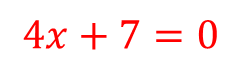 4x + 7 = 0